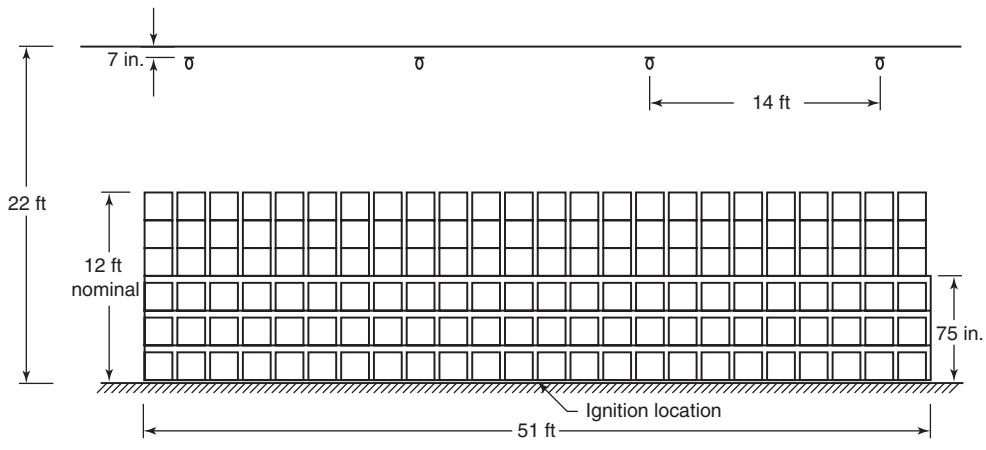 7 in.
14 ft
22 ft
12 ft
nominal
75 in.
Ignition location
51 ft